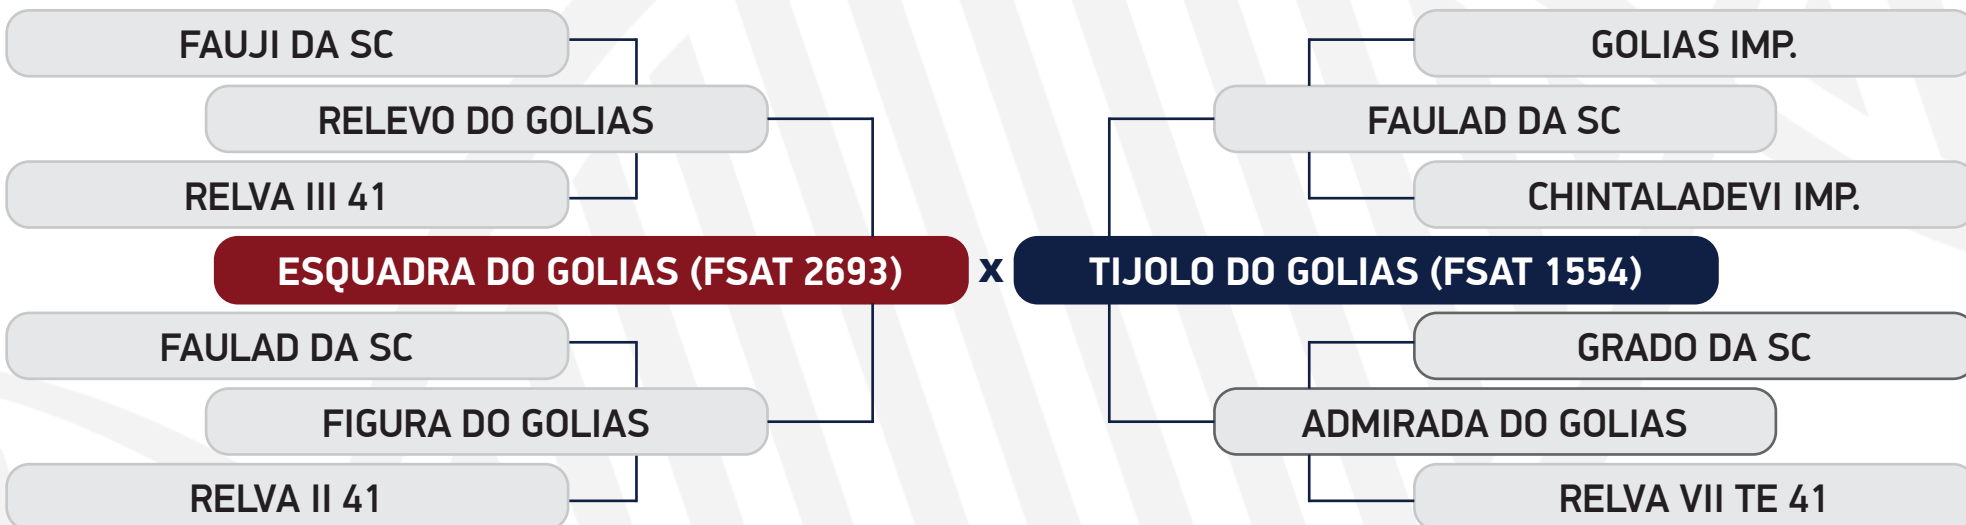 FAUJI DA SC
GOLIAS IMP.
RELEVO DO GOLIAS
FAULAD DA SC
RELVA III 41
CHINTALADEVI IMP.
ESQUADRA DO GOLIAS (FSAT 2693) x TIJOLO DO GOLIAS (FSAT 1554)
FAULAD DA SC
GRADO DA SC
FIGURA DO GOLIAS
ADMIRADA DO GOLIAS
RELVA II 41
RELVA VII TE 41